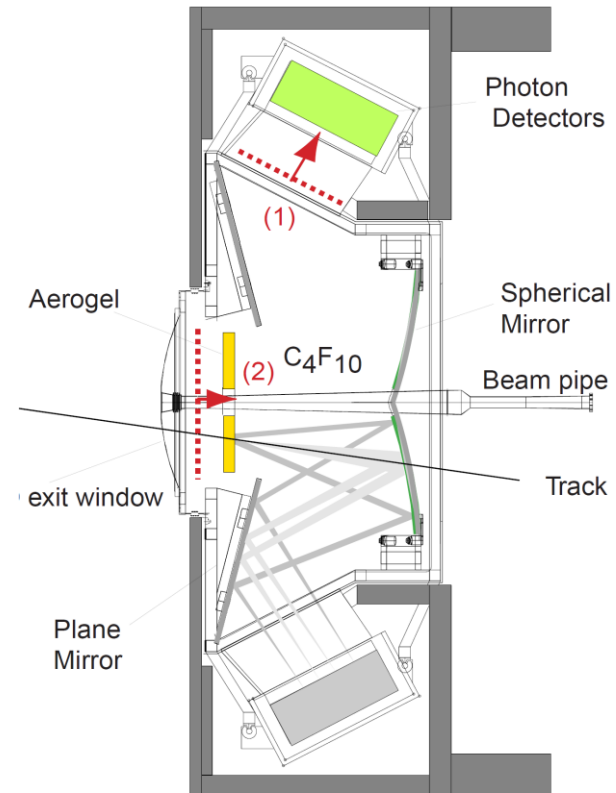 Photon
Detectors
(1)
Aerogel
(2)
C₄F₁₀
Spherical
Mirror
Beam pipe
exit window
Track
Plane
Mirror